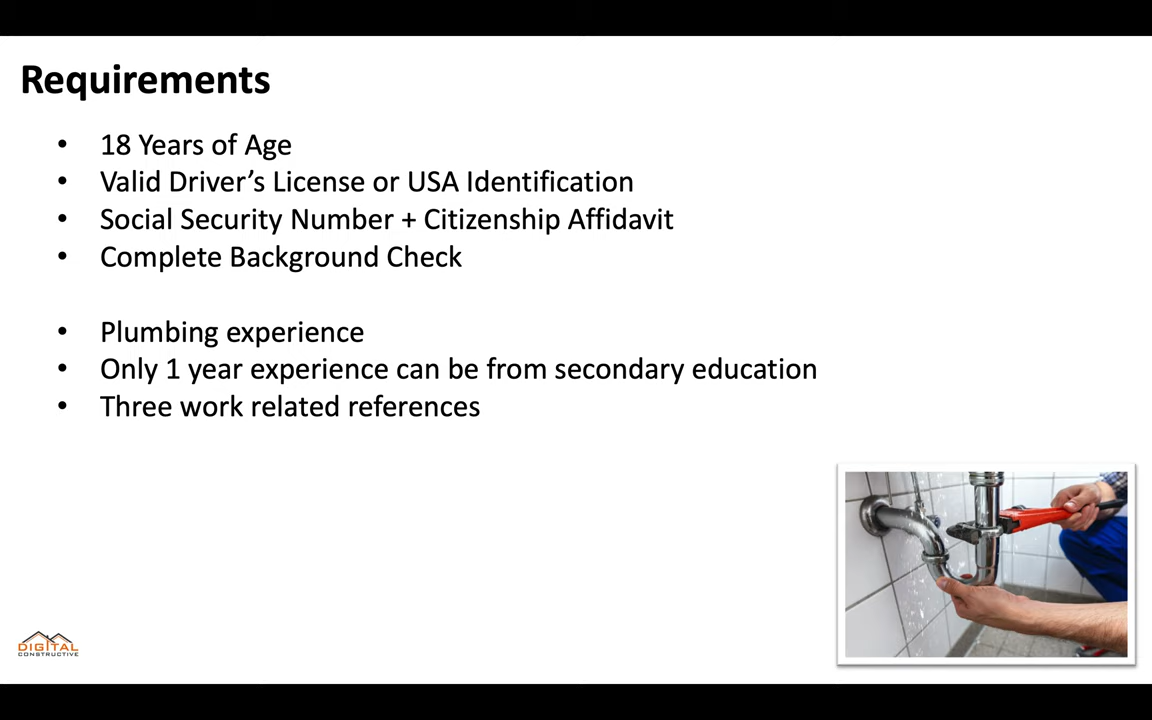 Requirements
• 18 Years of Age
• Valid Driver’s License or USA Identification
• Social Security Number + Citizenship Affidavit
• Complete Background Check
• Plumbing experience
• Only 1 year experience can be from secondary education
• Three work related references
DIGITAL
CONSTRUCTIVE